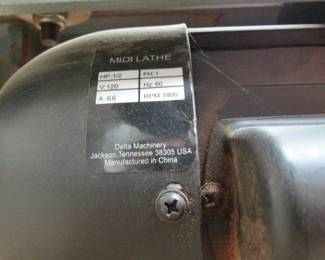 MIDI LATHE
HP:1/2 PH:1
V:120 Hz:60
A: 6.6 RPM 1800
Delta Machinery
Jackson,Tennessee 38305 USA
Manufactured in China